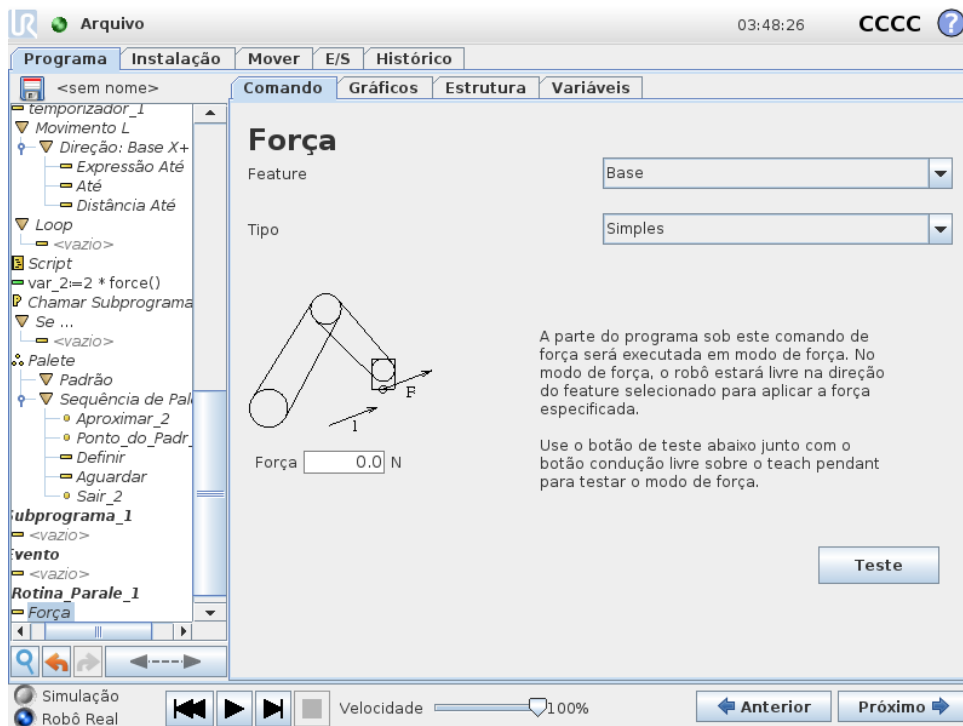 UR Arquivo 03:48:26 CCCC ?
Programa Instalação Mover E/S Histórico
<sem nome>
Comando Gráficos Estrutura Variáveis
temporizador_1
Movimento L
Direção: Base X+
Expressão Até
Até
Distância Até
Loop
<vazio>
Script
var_2:=2 * force()
Chamar Subprograma
Se ...
<vazio>
Palete
Padrão
Sequência de Pale
Aproximar_2
Ponto_do_Padr_
Definir
Aguardar
Sair_2
Subprograma_1
<vazio>
Evento
<vazio>
Rotina_Parale_1
Força
Força
Feature Base
Tipo Simples
F
1
Força 0.0 N
A parte do programa sob este comando de
força será executada em modo de força. No
modo de força, o robô estará livre na direção
do feature selecionado para aplicar a força
especificada.
Use o botão de teste abaixo junto com o
botão condução livre sobre o teach pendant
para testar o modo de força.
Teste
Simulação
Robô Real
Velocidade 100%
Anterior Próximo